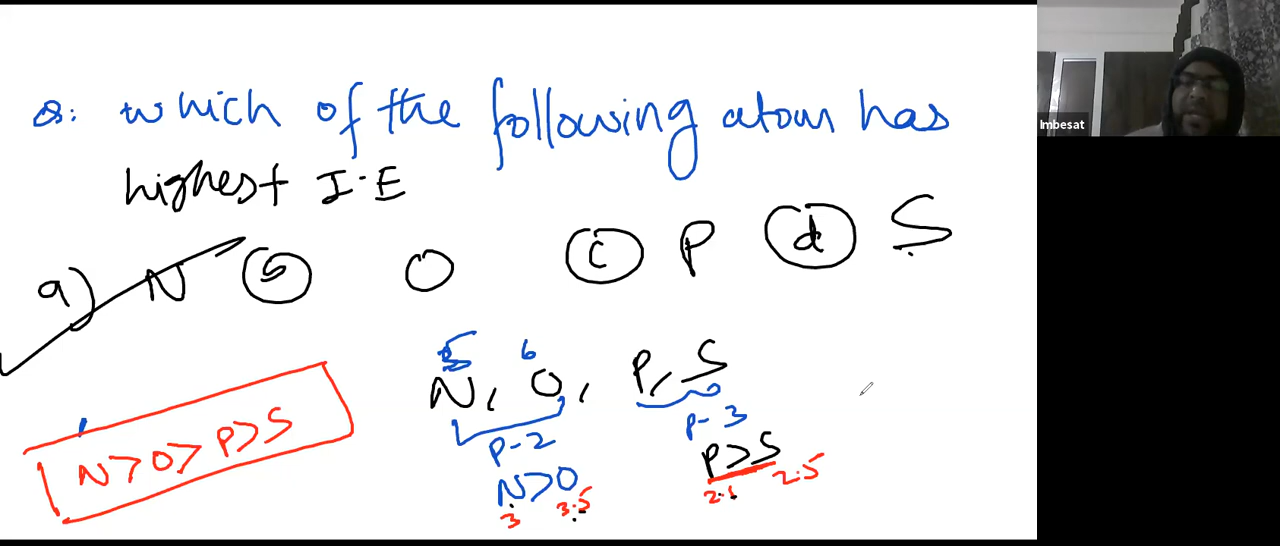 Q: which of the following atom has
Imbesat
highest I.E
a) N b O c P d S
5 6
N, O, P, S
P-2 P-3
N>O>P>S
N>O P>S
3 3.5 2.1 2.5